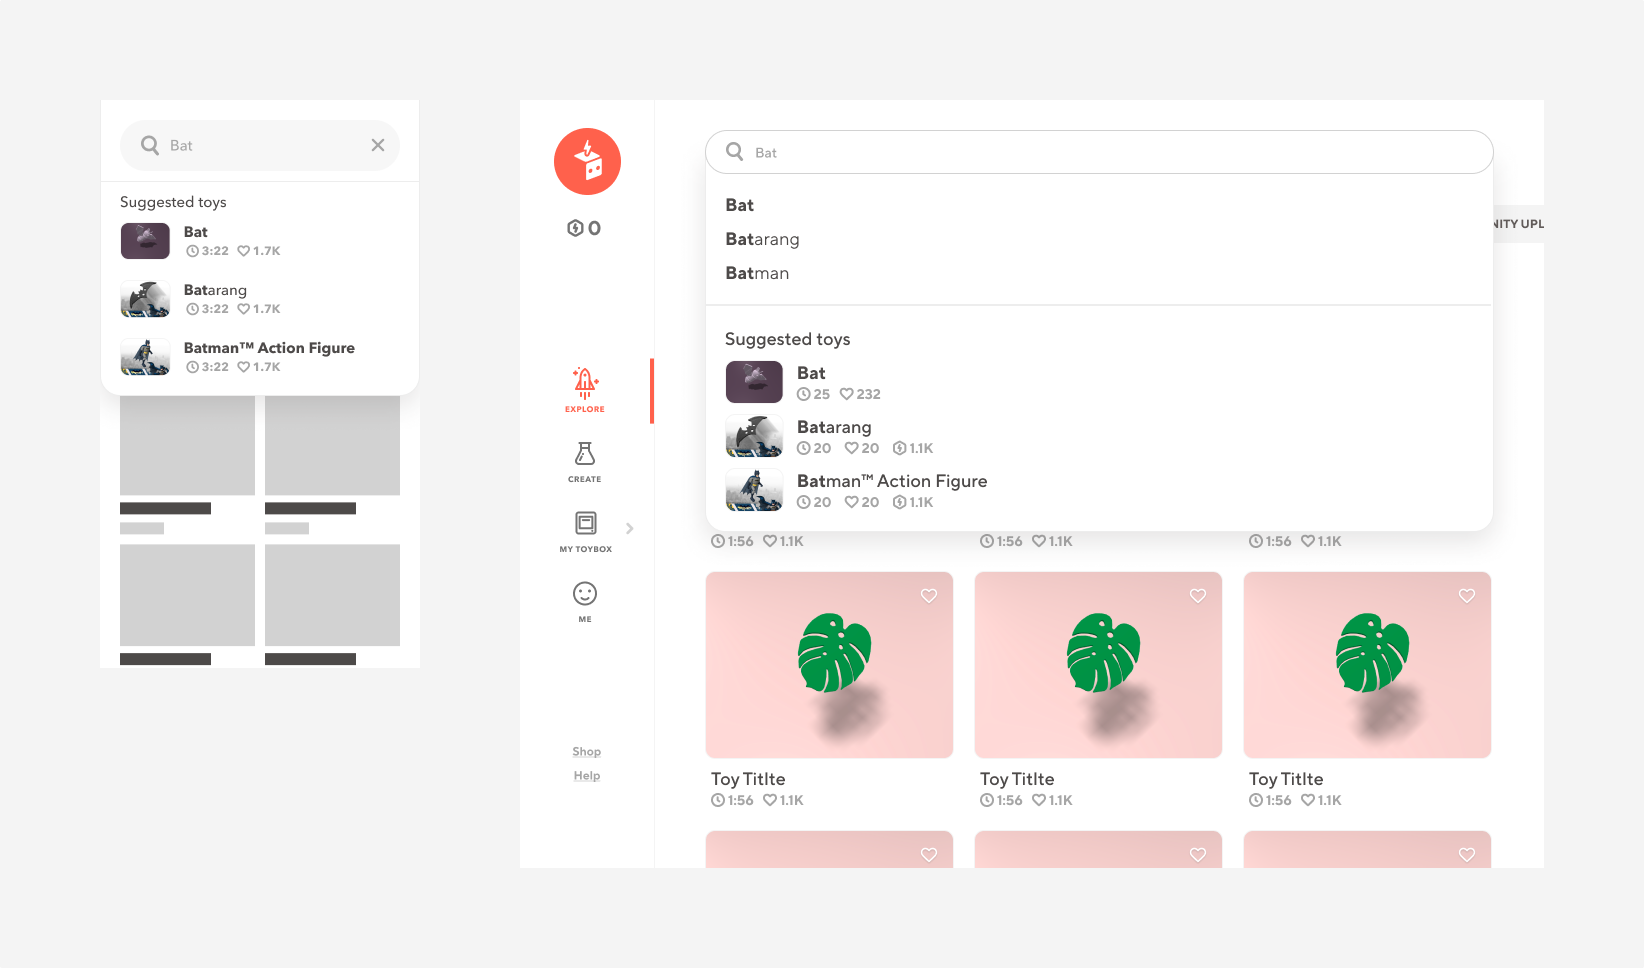 Bat
Suggested toys
Bat
3:22 1.7K
Batarang
3:22 1.7K
Batman™ Action Figure
3:22 1.7K
0
EXPLORE
CREATE
MY TOYBOX
ME
Shop
Help
Bat
NITY UPL
Bat
Batarang
Batman
Suggested toys
Bat
25 232
Batarang
20 20 1.1K
Batman™ Action Figure
20 20 1.1K
1:56 1.1K
1:56 1.1K
1:56 1.1K
Toy Titlte
1:56 1.1K
Toy Titlte
1:56 1.1K
Toy Titlte
1:56 1.1K